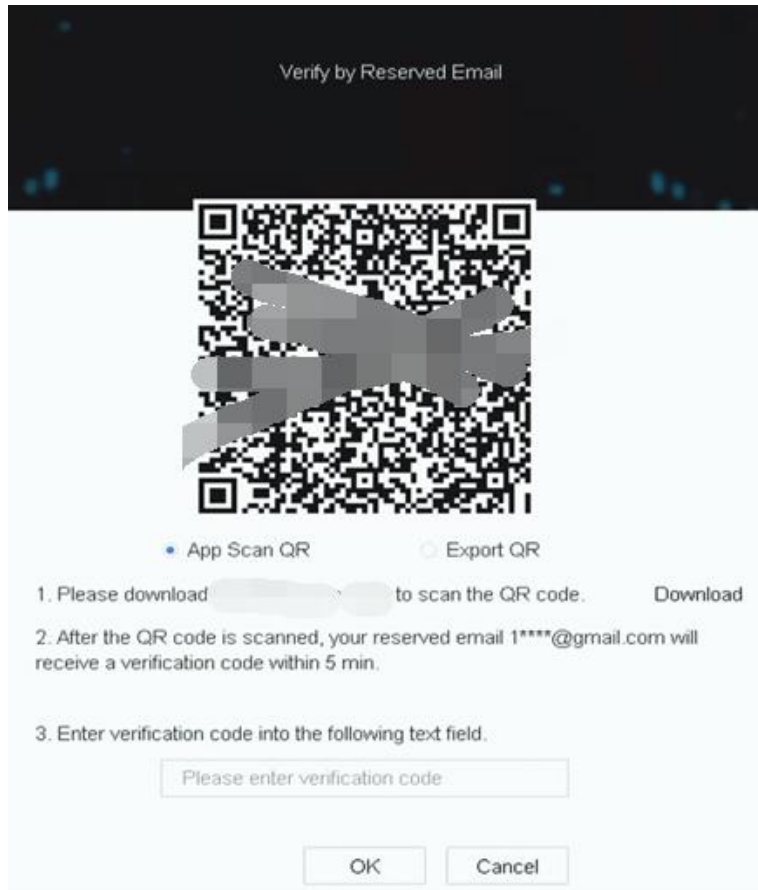 Verify by Reserved Email
App Scan QR
Export QR
1. Please download to scan the QR code. Download
2. After the QR code is scanned, your reserved email 1****@gmail.com will
receive a verification code within 5 min.
3. Enter verification code into the following text field.
Please enter verification code
OK
Cancel